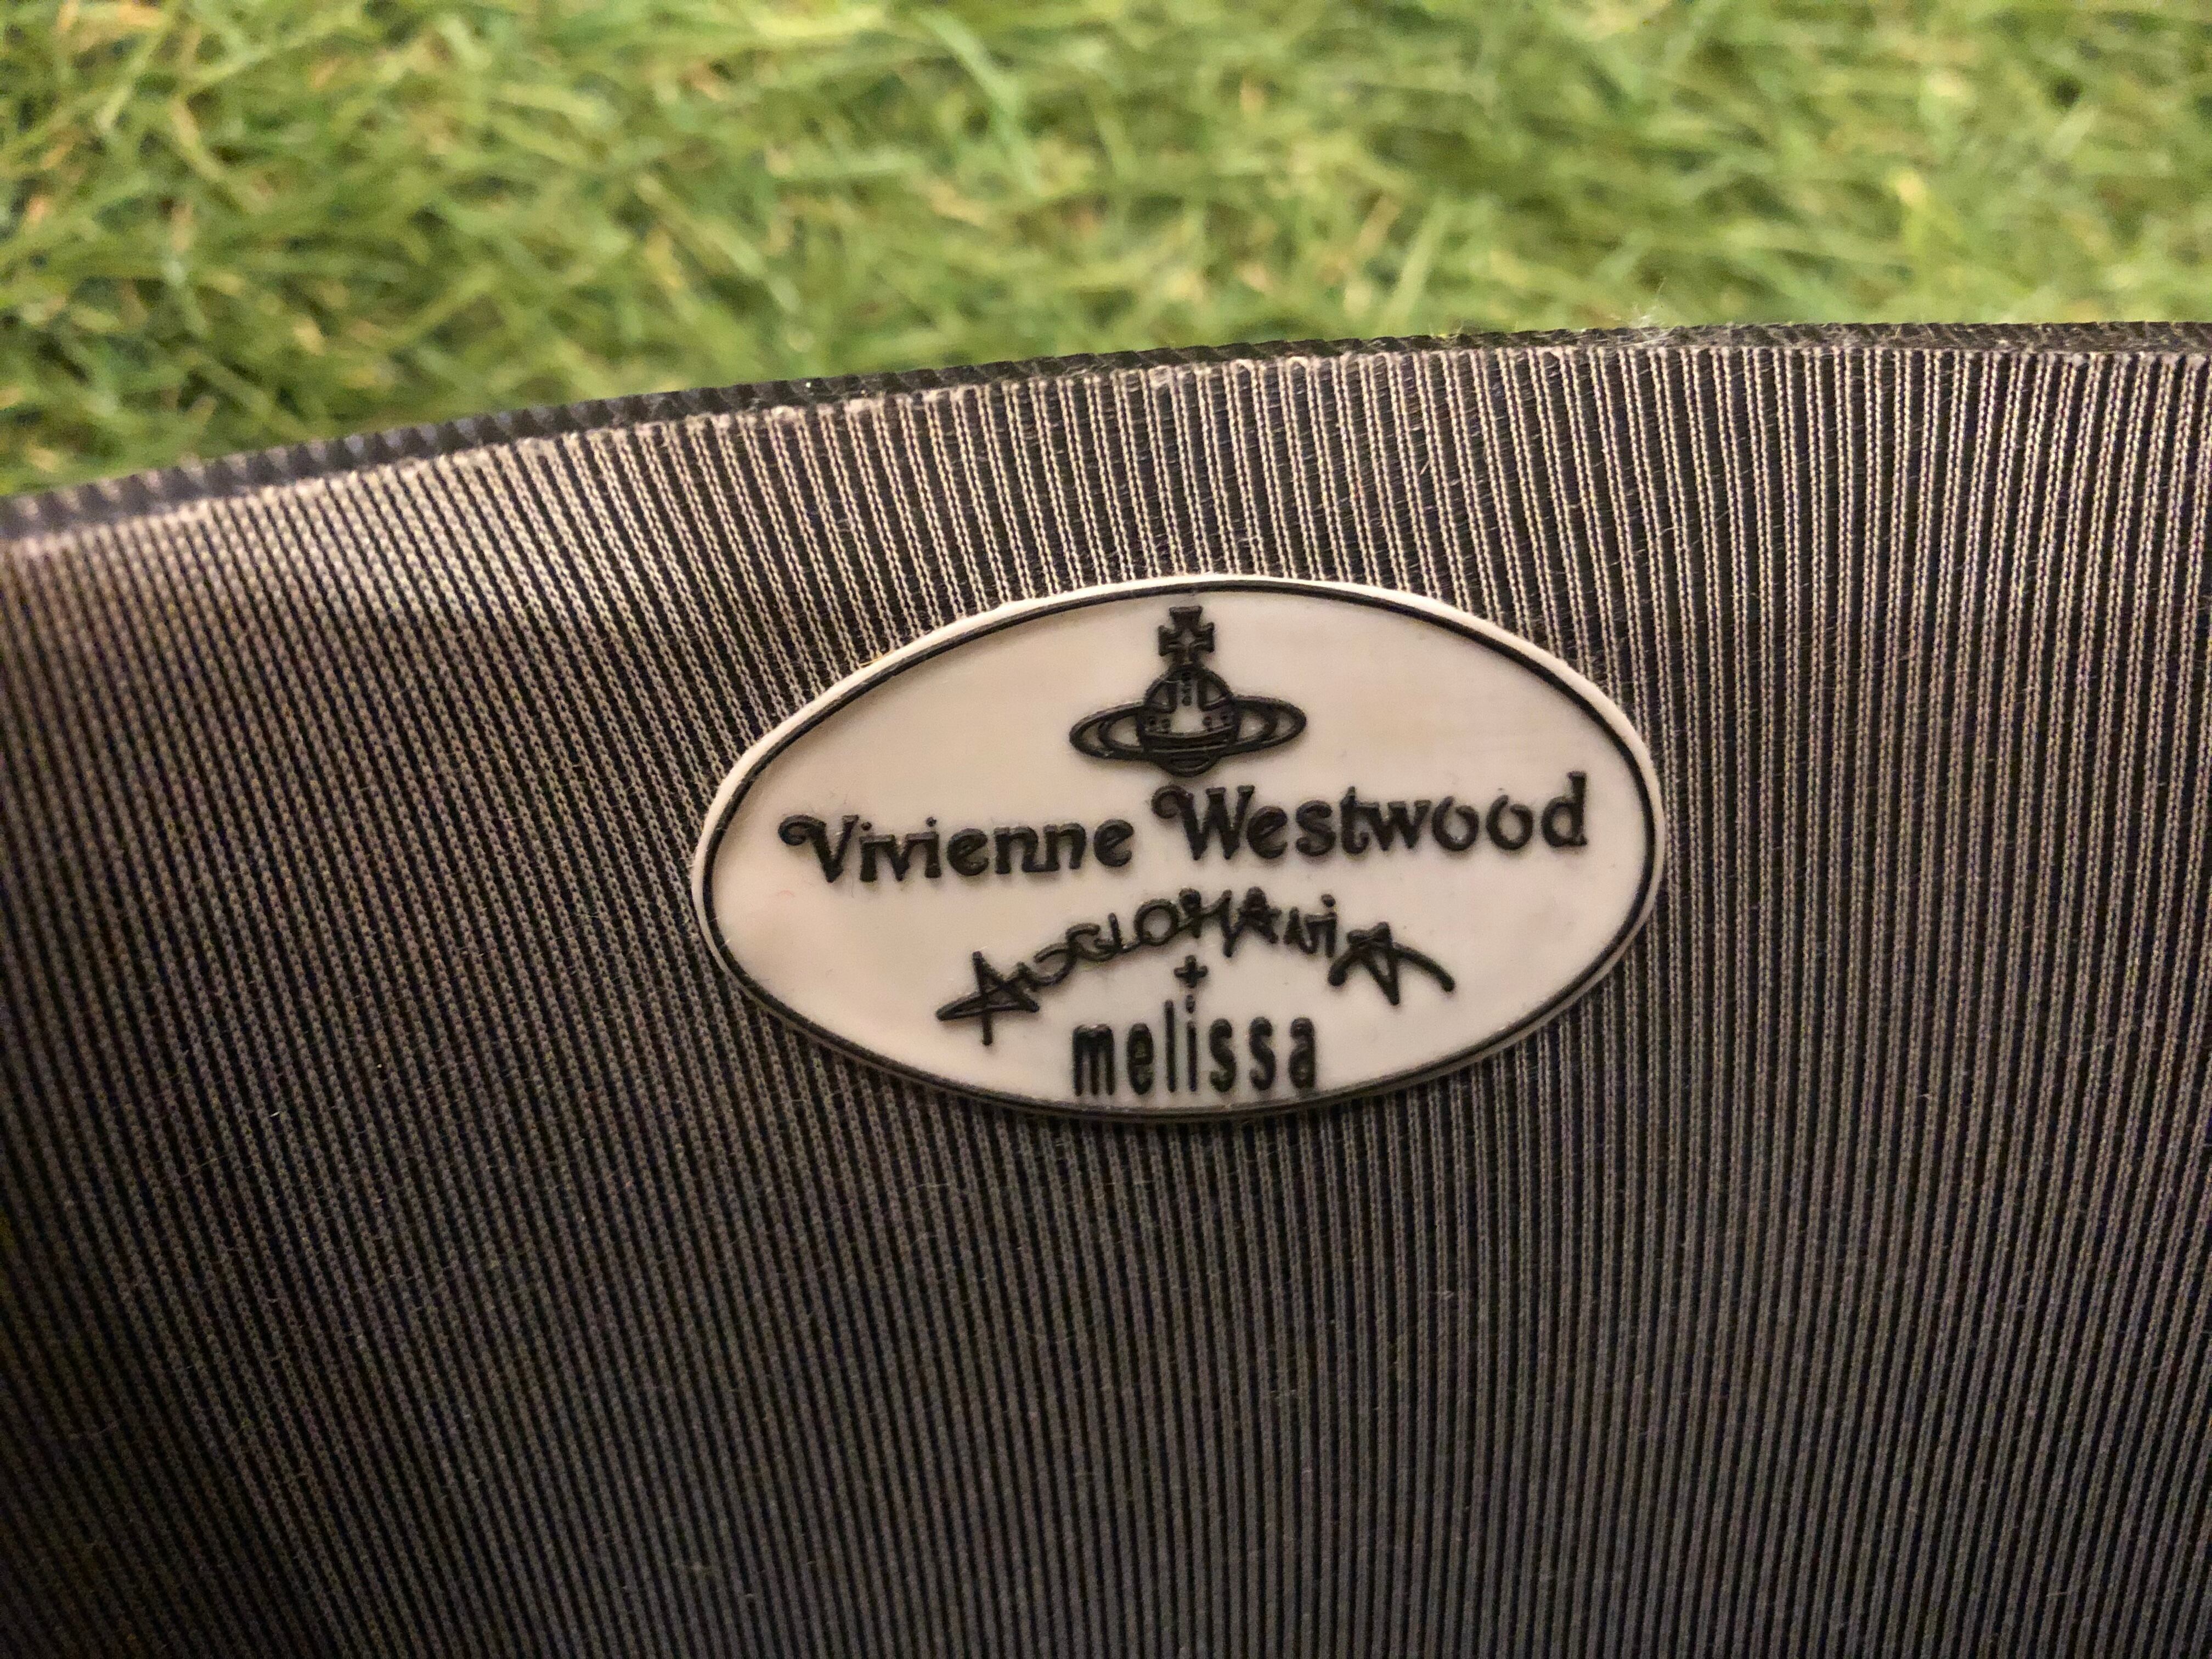 Vivienne Westwood
ANGLOMANIA
+
melissa